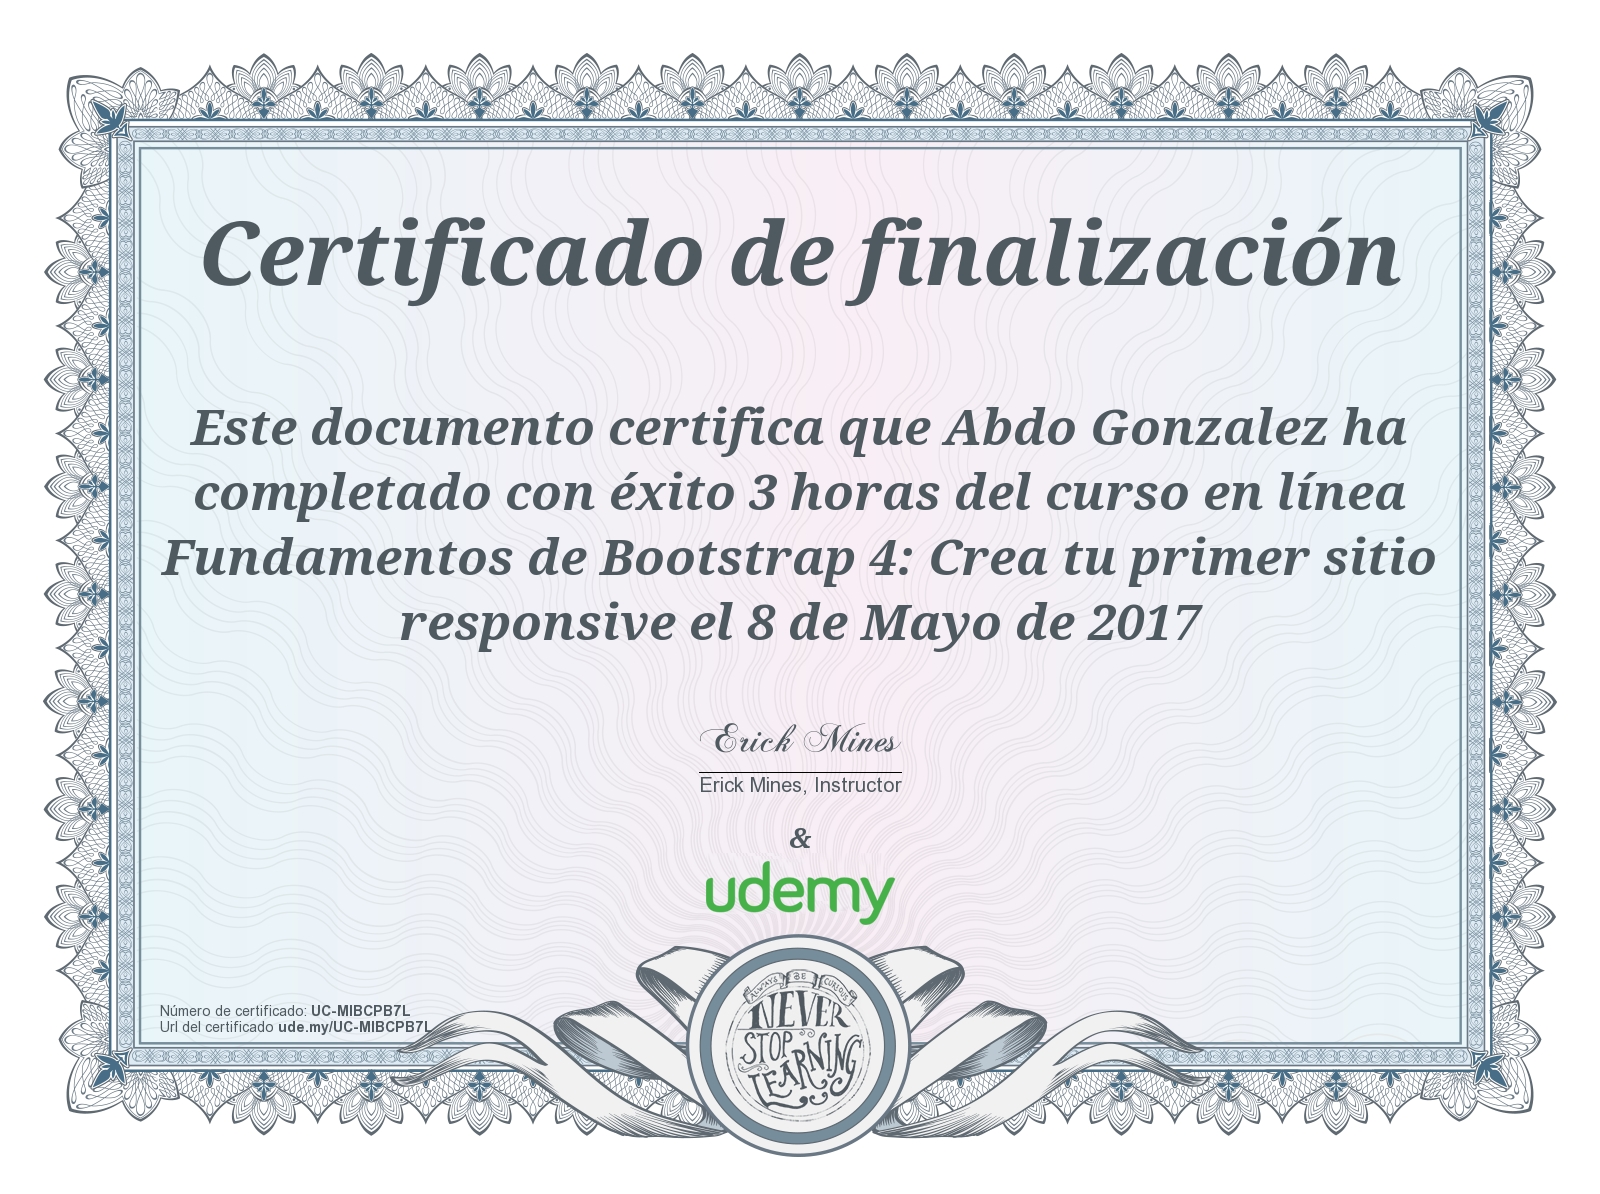 Certificado de finalización
Este documento certifica que Abdo Gonzalez ha
completado con éxito 3 horas del curso en línea
Fundamentos de Bootstrap 4: Crea tu primer sitio
responsive el 8 de Mayo de 2017
Erick Mines
Erick Mines, Instructor
&
udemy
Número de certificado: UC-MIBCPB7L
Url del certificado ude.my/UC-MIBCPB7L
ALWAYS BE CURIOUS
NEVER
STOP
LEARNING